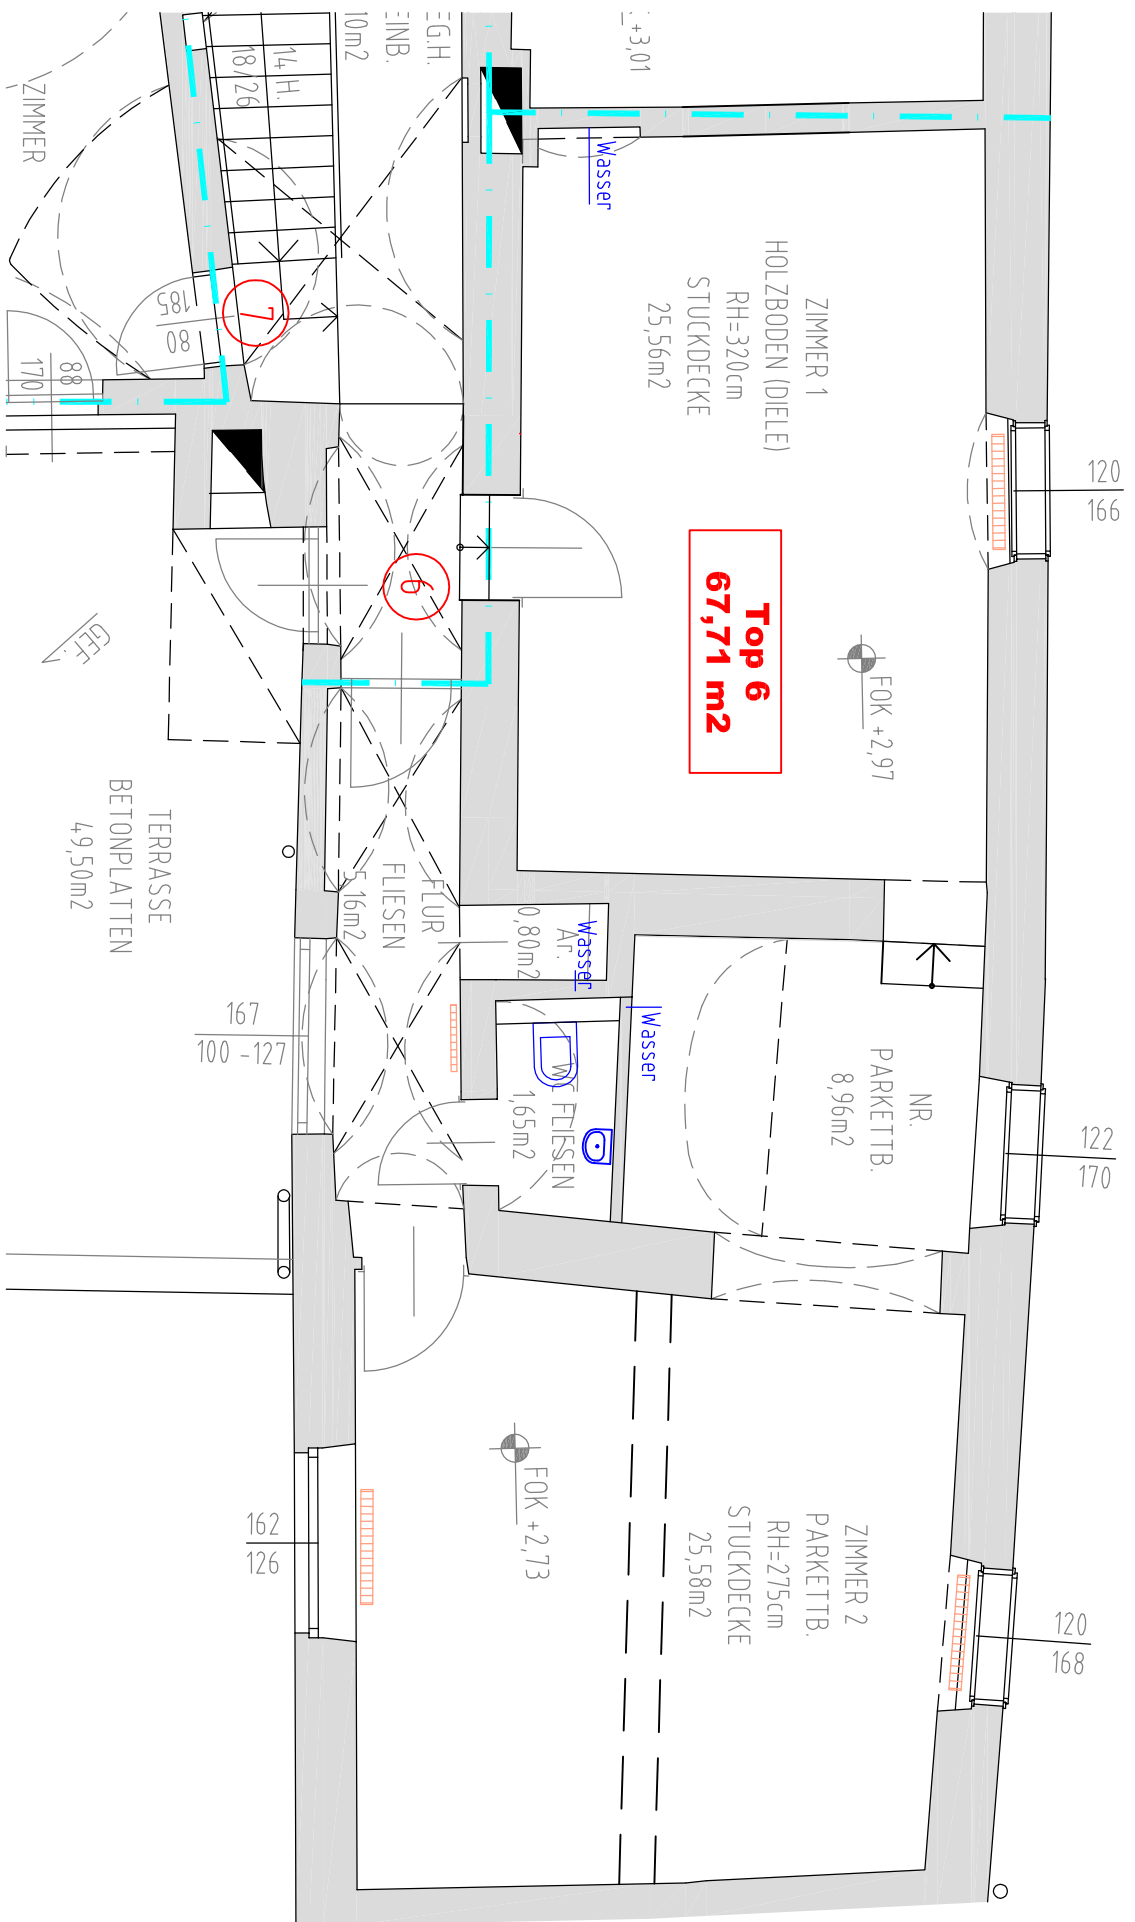 +3,01
E.G.H.
EINB.
10m2
14 H.
18/26
ZIMMER
Wasser
ZIMMER 1
HOLZBODEN (DIELE)
RH=320cm
STUCKDECKE
25,56m2
7
185
80
88
170
120
166
6
Top 6
67,71 m2
FOK +2,97
GEF.
TERRASSE
BETONPLATTEN
49,50m2
FLUR
FLIESEN
5,16m2
Ar.
0,80m2
Wasser
Wasser
167
100 -127
WC FLIESEN
1,65m2
NR.
PARKETTB.
8,96m2
122
170
FOK +2,73
ZIMMER 2
PARKETTB.
RH=275cm
STUCKDECKE
25,58m2
162
126
120
168